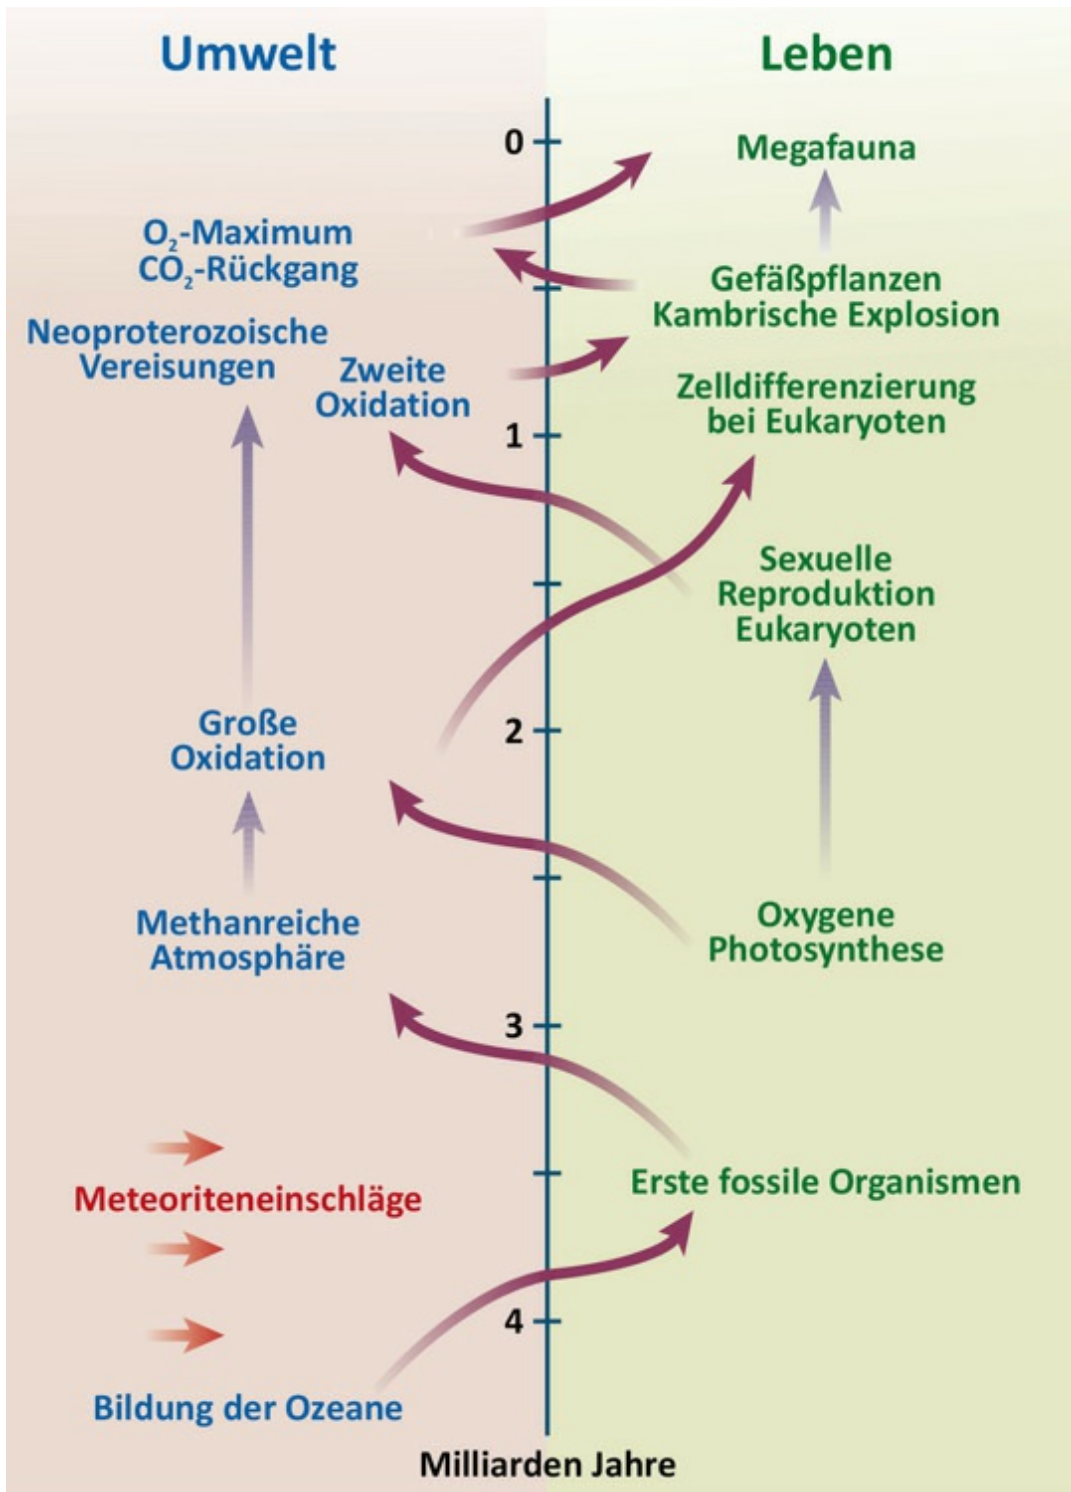 Umwelt
Leben
0
Megafauna
O₂-Maximum
CO₂-Rückgang
Gefäßpflanzen
Kambrische Explosion
Neoproterozoische
Vereisungen
Zweite
Oxidation
Zelldifferenzierung
bei Eukaryoten
1
Sexuelle
Reproduktion
Eukaryoten
Große
Oxidation
2
Methanreiche
Atmosphäre
Oxygene
Photosynthese
3
Meteoriteneinschläge
Erste fossile Organismen
4
Bildung der Ozeane
Milliarden Jahre